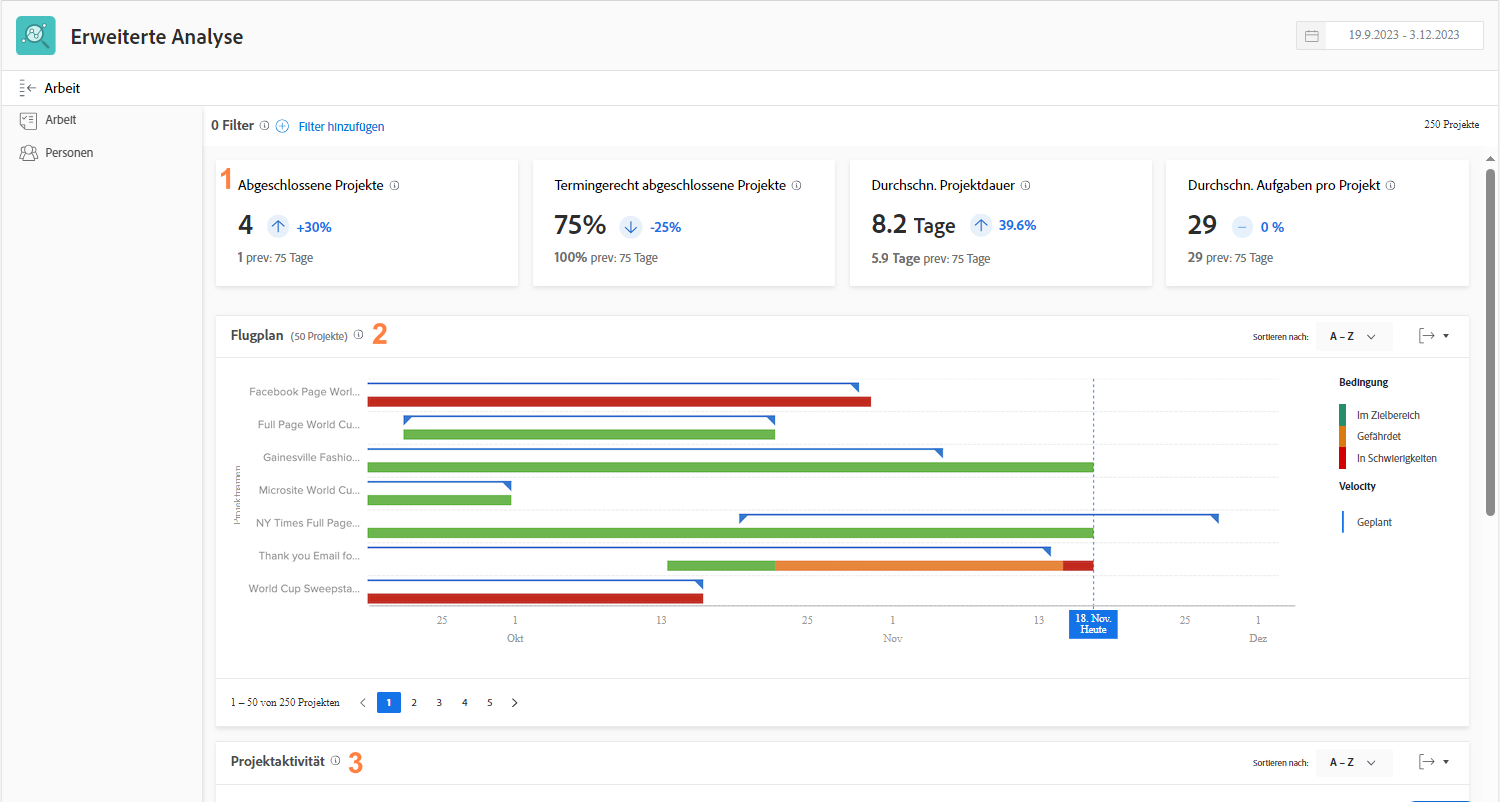 Erweiterte Analyse
19.9.2023 - 3.12.2023
Arbeit
Arbeit
Personen
0 Filter
Filter hinzufügen
250 Projekte
1
Abgeschlossene Projekte
4
+30%
1 prev: 75 Tage
Termingerecht abgeschlossene Projekte
75%
-25%
100% prev: 75 Tage
Durchschn. Projektdauer
8.2 Tage
39.6%
5.9 Tage prev: 75 Tage
Durchschn. Aufgaben pro Projekt
29
0 %
29 prev: 75 Tage
Flugplan (50 Projekte)
2
Sortieren nach:
A – Z
Projektnamen
Facebook Page Worl...
Full Page World Cu...
Gainesville Fashio...
Microsite World Cu...
NY Times Full Page...
Thank you Email fo...
World Cup Sweepsta...
25 1 13 25 1 13 25 1
Okt Nov Dez
18. Nov.
Heute
Bedingung
Im Zielbereich
Gefährdet
In Schwierigkeiten
Velocity
Geplant
1 – 50 von 250 Projekten
1 2 3 4 5
Projektaktivität
3
Sortieren nach:
A – Z